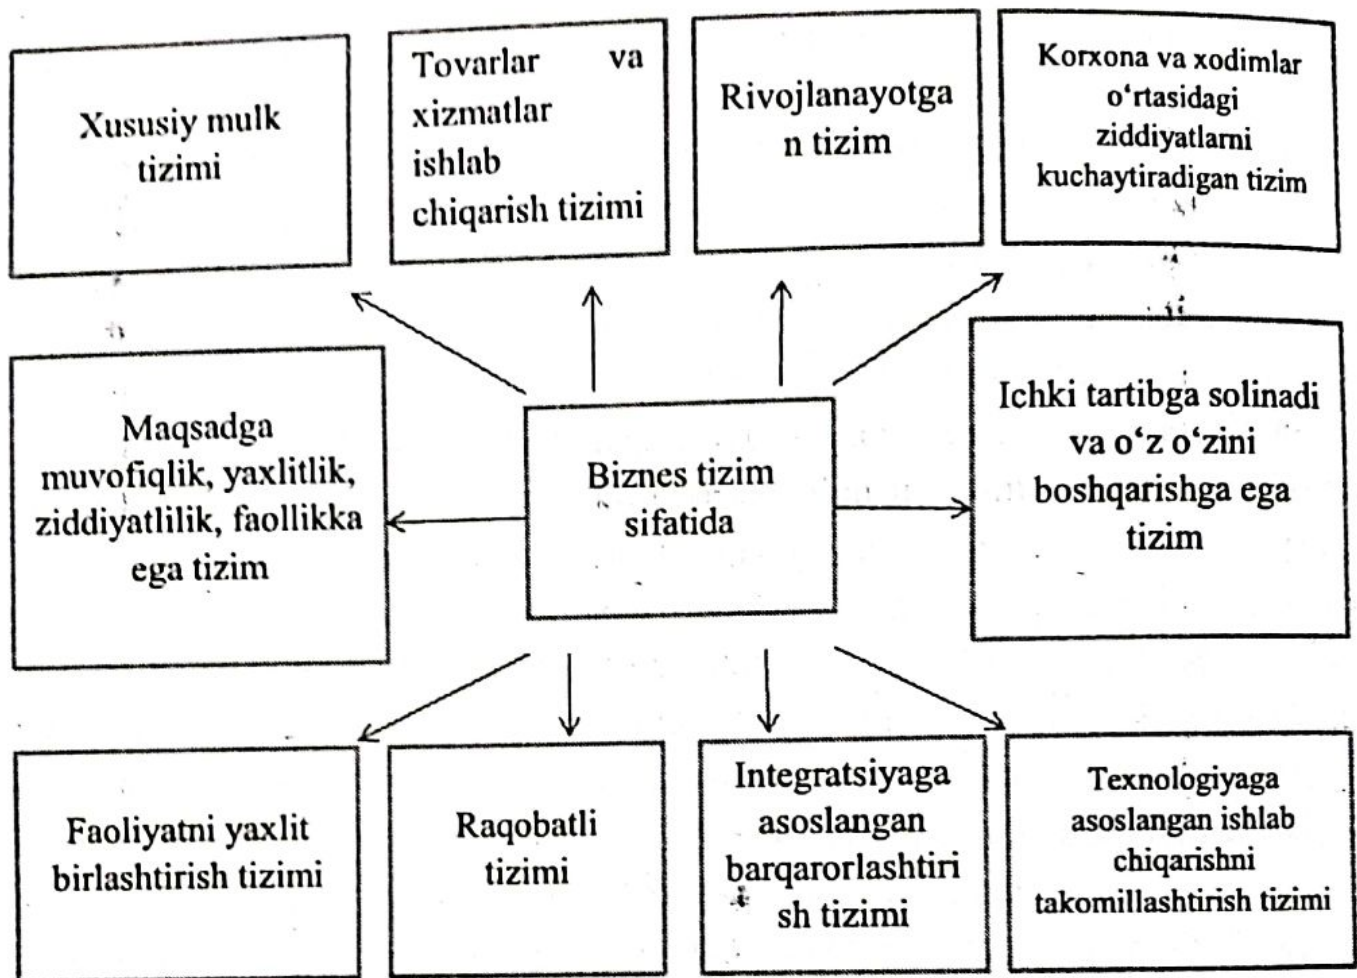 Xususiy mulk
tizimi
Tovarlar va
xizmatlar
ishlab
chiqarish tizimi
Rivojlanayotga
n tizim
Korxona va xodimlar
o‘rtasidagi
ziddiyatlarni
kuchaytiradigan tizim
Maqsadga
muvofiqlik, yaxlitlik,
ziddiyatlilik, faollikka
ega tizim
Biznes tizim
sifatida
Ichki tartibga solinadi
va o‘z o‘zini
boshqarishga ega
tizim
Faoliyatni yaxlit
birlashtirish tizimi
Raqobatli
tizimi
Integratsiyaga
asoslangan
barqarorlashtiri
sh tizimi
Texnologiyaga
asoslangan ishlab
chiqarishni
takomillashtirish tizimi